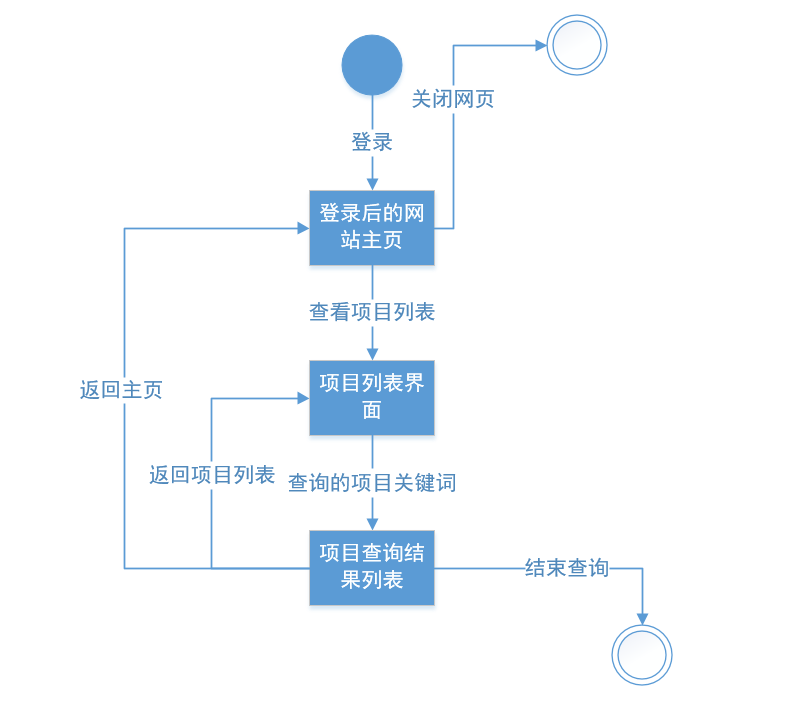 关闭网页
登录
登录后的网
站主页
查看项目列表
返回主页
项目列表界
面
返回项目列表
查询的项目关键词
项目查询结
果列表
结束查询